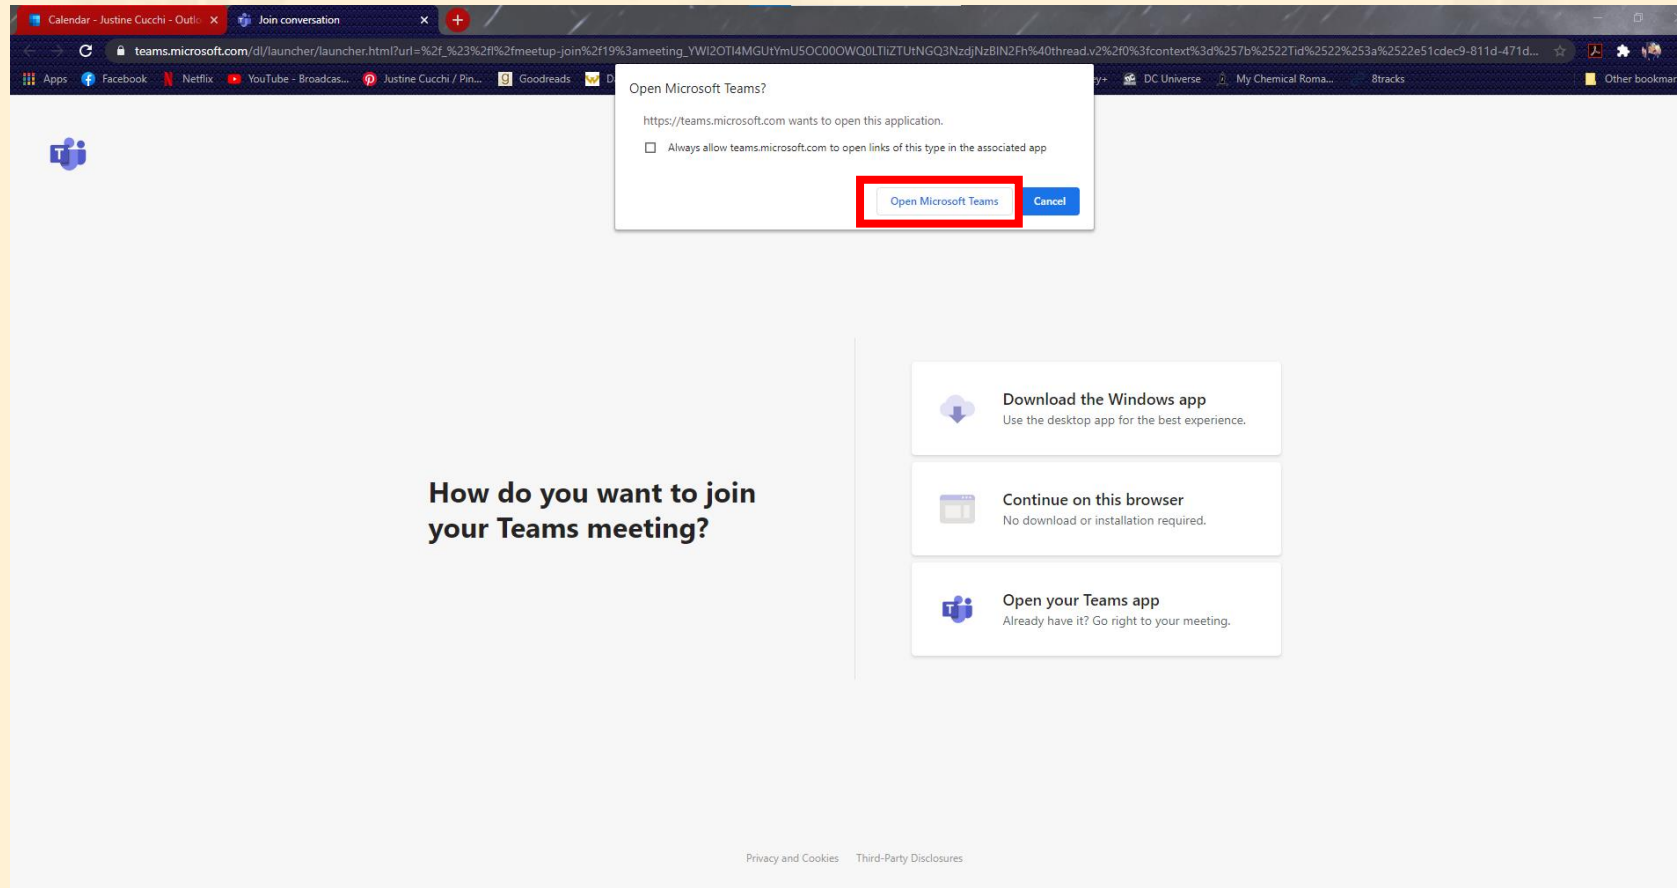 Calendar - Justine Cucchi - Outlo
Join conversation
teams.microsoft.com/dl/launcher/launcher.html?url=%2f_%23%2fl%2fmeetup-join%2f19%3ameeting_YWI2OTI4MGUtYmU5OC00OWQ0LTliZTUtNGQ3NzdjNzBlN2Fh%40thread.v2%2f0%3fcontext%3d%257b%2522Tid%2522%253a%2522e51cdec9-811d-471d...
Apps Facebook Netflix YouTube - Broadcas... Justine Cucchi / Pin... Goodreads DC Universe My Chemical Roma... 8tracks Other bookmar
Open Microsoft Teams?
https://teams.microsoft.com wants to open this application.
Always allow teams.microsoft.com to open links of this type in the associated app
Open Microsoft Teams Cancel
Download the Windows app
Use the desktop app for the best experience.
How do you want to join
your Teams meeting?
Continue on this browser
No download or installation required.
Open your Teams app
Already have it? Go right to your meeting.
Privacy and Cookies Third-Party Disclosures